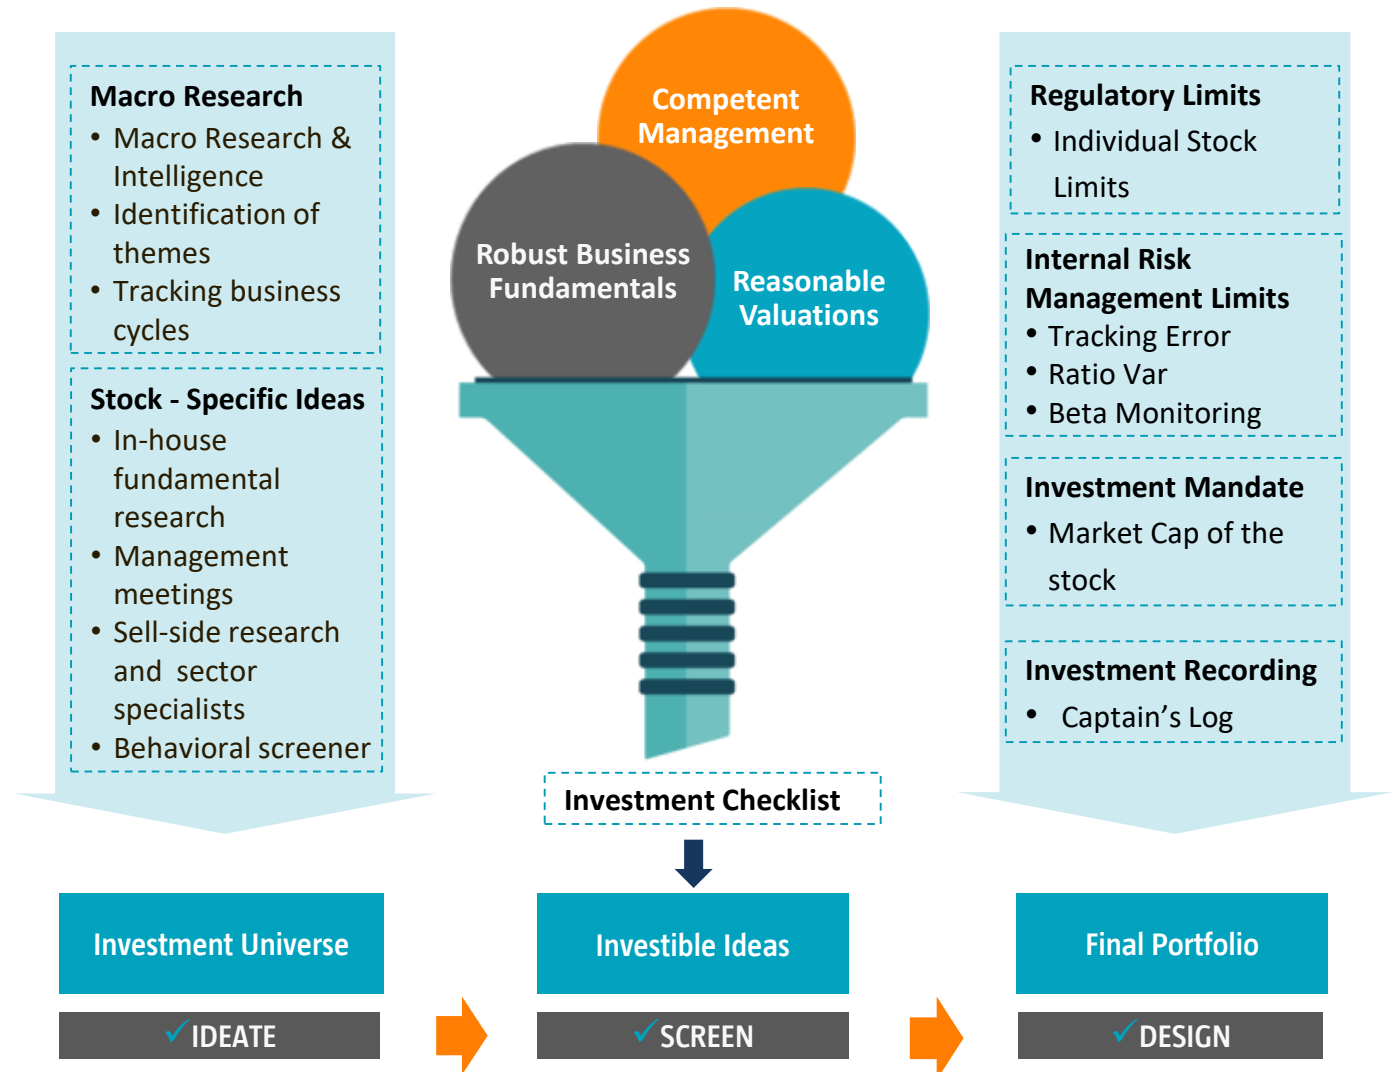 Macro Research
• Macro Research &
Intelligence
• Identification of
themes
• Tracking business
cycles
Stock - Specific Ideas
• In-house
fundamental
research
• Management
meetings
• Sell-side research
and sector
specialists
• Behavioral screener
Competent
Management
Robust Business
Fundamentals
Reasonable
Valuations
Investment Checklist
Regulatory Limits
• Individual Stock
Limits
Internal Risk
Management Limits
• Tracking Error
• Ratio Var
• Beta Monitoring
Investment Mandate
• Market Cap of the
stock
Investment Recording
• Captain’s Log
Investment Universe
Investible Ideas
Final Portfolio
✓IDEATE
✓SCREEN
✓DESIGN